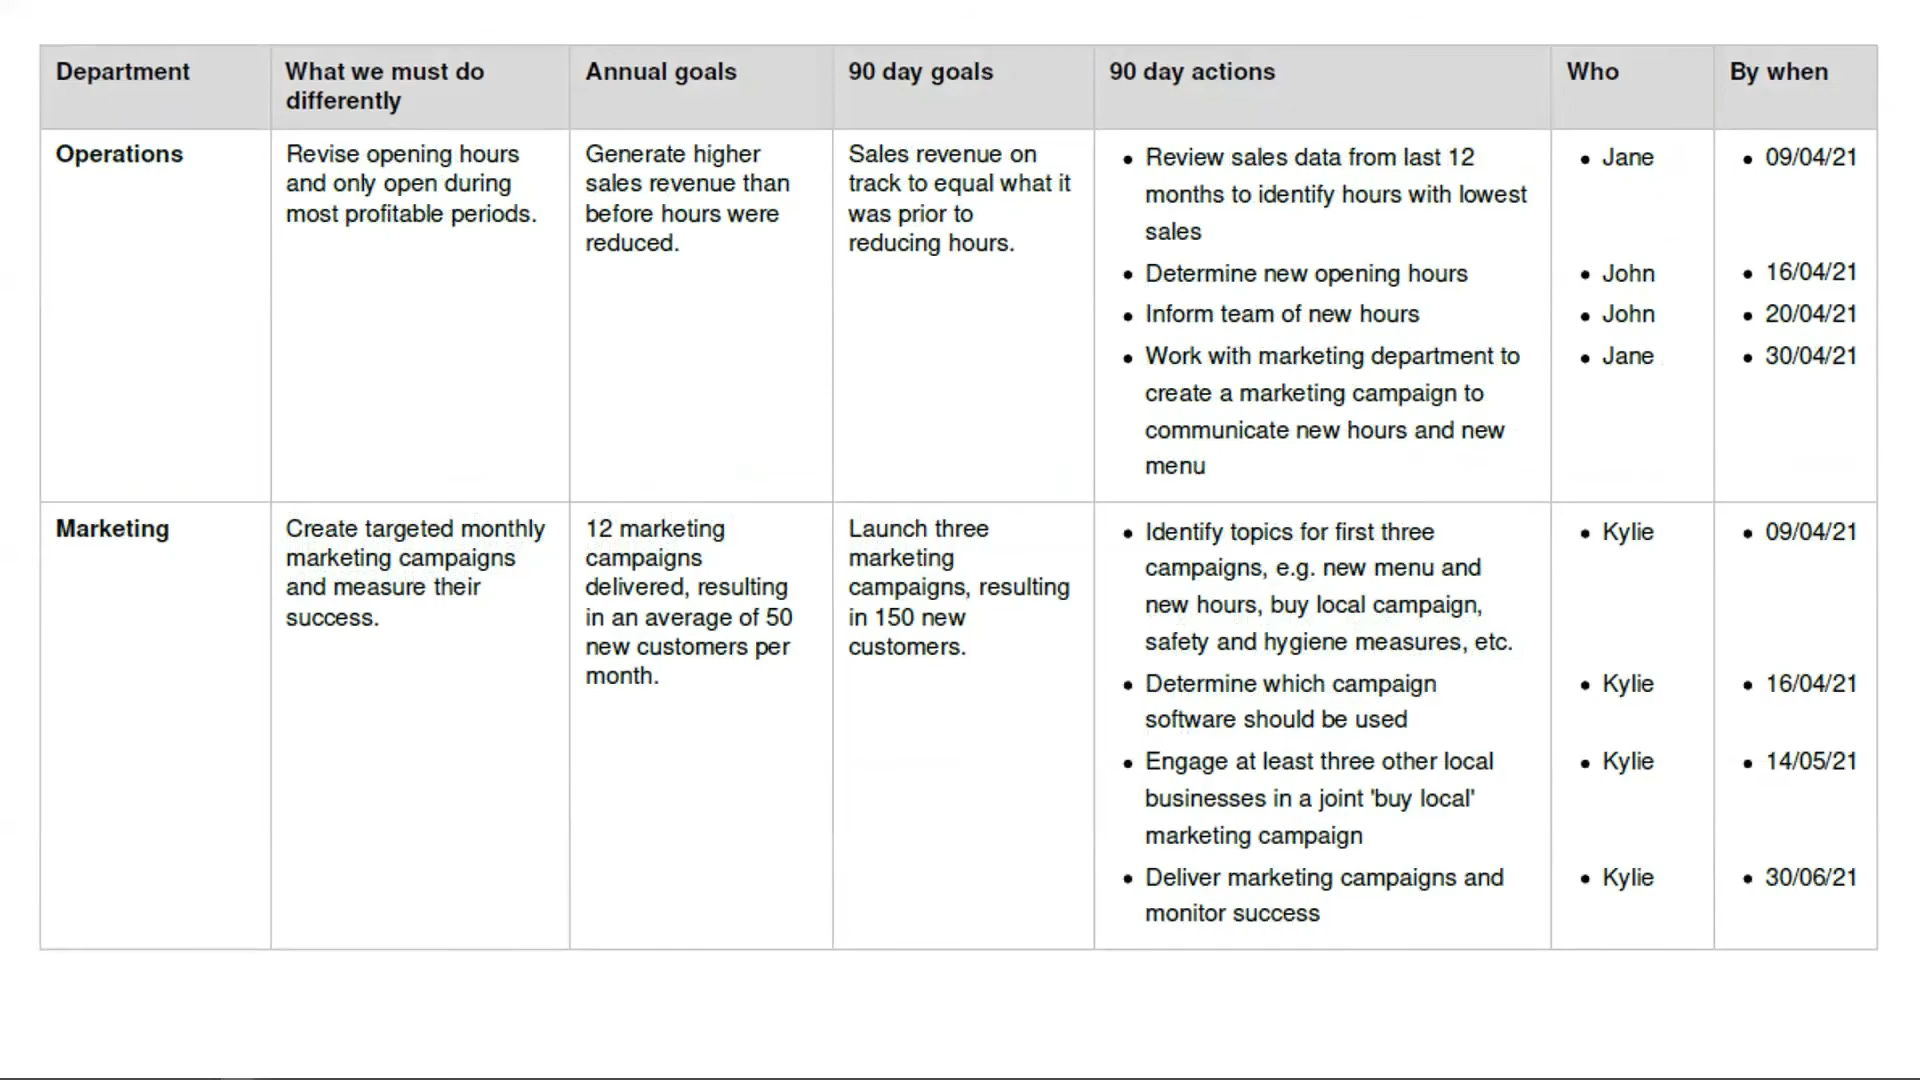 Department
What we must do
differently
Annual goals
90 day goals
90 day actions
Who
By when
Operations
Revise opening hours
and only open during
most profitable periods.
Generate higher
sales revenue than
before hours were
reduced.
Sales revenue on
track to equal what it
was prior to
reducing hours.
• Review sales data from last 12
months to identify hours with lowest
sales
• Determine new opening hours
• Inform team of new hours
• Work with marketing department to
create a marketing campaign to
communicate new hours and new
menu
• Jane
• John
• John
• Jane
• 09/04/21
• 16/04/21
• 20/04/21
• 30/04/21
Marketing
Create targeted monthly
marketing campaigns
and measure their
success.
12 marketing
campaigns
delivered, resulting
in an average of 50
new customers per
month.
Launch three
marketing
campaigns, resulting
in 150 new
customers.
• Identify topics for first three
campaigns, e.g. new menu and
new hours, buy local campaign,
safety and hygiene measures, etc.
• Determine which campaign
software should be used
• Engage at least three other local
businesses in a joint 'buy local'
marketing campaign
• Deliver marketing campaigns and
monitor success
• Kylie
• Kylie
• Kylie
• Kylie
• 09/04/21
• 16/04/21
• 14/05/21
• 30/06/21